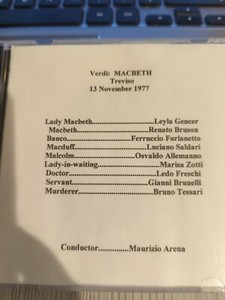 Verdi: MACBETH
Treviso
13 November 1977
Lady Macbeth...............Leyla Gencer
Macbeth.....................Renato Bruson
Banco................Ferruccio Furlanetto
Macduff.................Luciano Saldari
Malcolm.............Osvaldo Allemanno
Lady-in-waiting..............Marisa Zotti
Doctor........................Ledo Freschi
Servant...................Gianni Brunelli
Murderer..................Bruno Tessari
Conductor..............Maurizio Arena